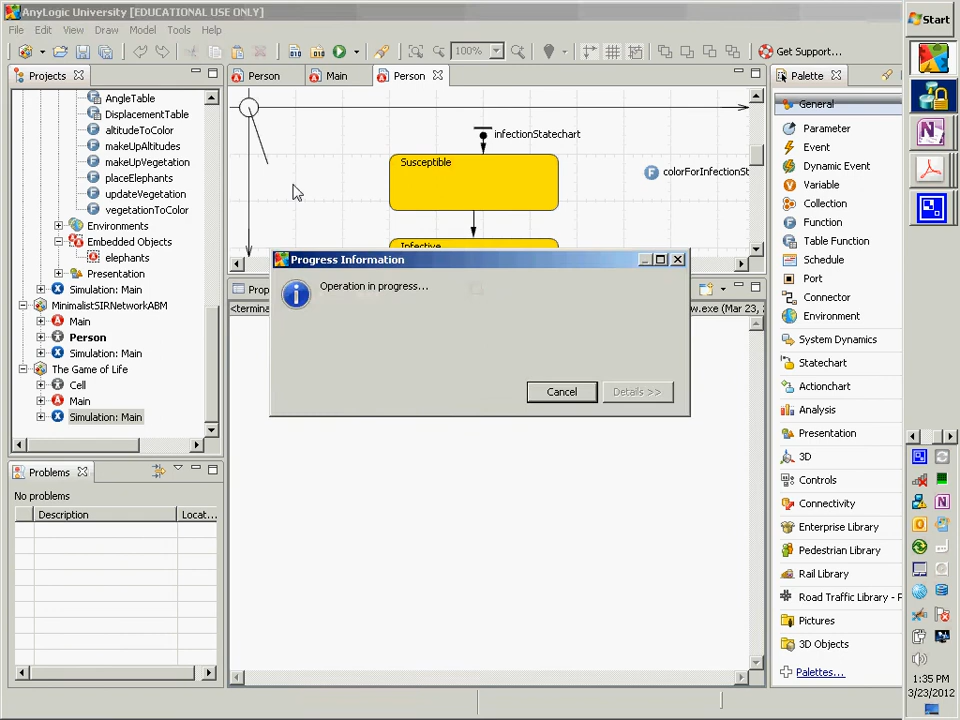 AnyLogic University [EDUCATIONAL USE ONLY]
File Edit View Draw Model Tools Help
100% Get Support...
Start
Projects
Person
Main
Person
Palette
AngleTable
DisplacementTable
altitudeToColor
makeUpAltitudes
makeUpVegetation
placeElephants
updateVegetation
vegetationToColor
Environments
Embedded Objects
elephants
Presentation
Simulation: Main
MinimalistSIRNetworkABM
Main
Person
Simulation: Main
The Game of Life
Cell
Main
Simulation: Main
infectionStatechart
Susceptible
colorForInfectionSt
Infective
Prop
<termina
w.exe (Mar 23, 2
Progress Information
Operation in progress...
Cancel
Details >>
General
Parameter
Event
Dynamic Event
Variable
Collection
Function
Table Function
Schedule
Port
Connector
Environment
System Dynamics
Statechart
Actionchart
Analysis
Presentation
3D
Controls
Connectivity
Enterprise Library
Pedestrian Library
Rail Library
Road Traffic Library - P
Pictures
3D Objects
Palettes...
Problems
No problems
Description
Locat...
1:35 PM
3/23/2012